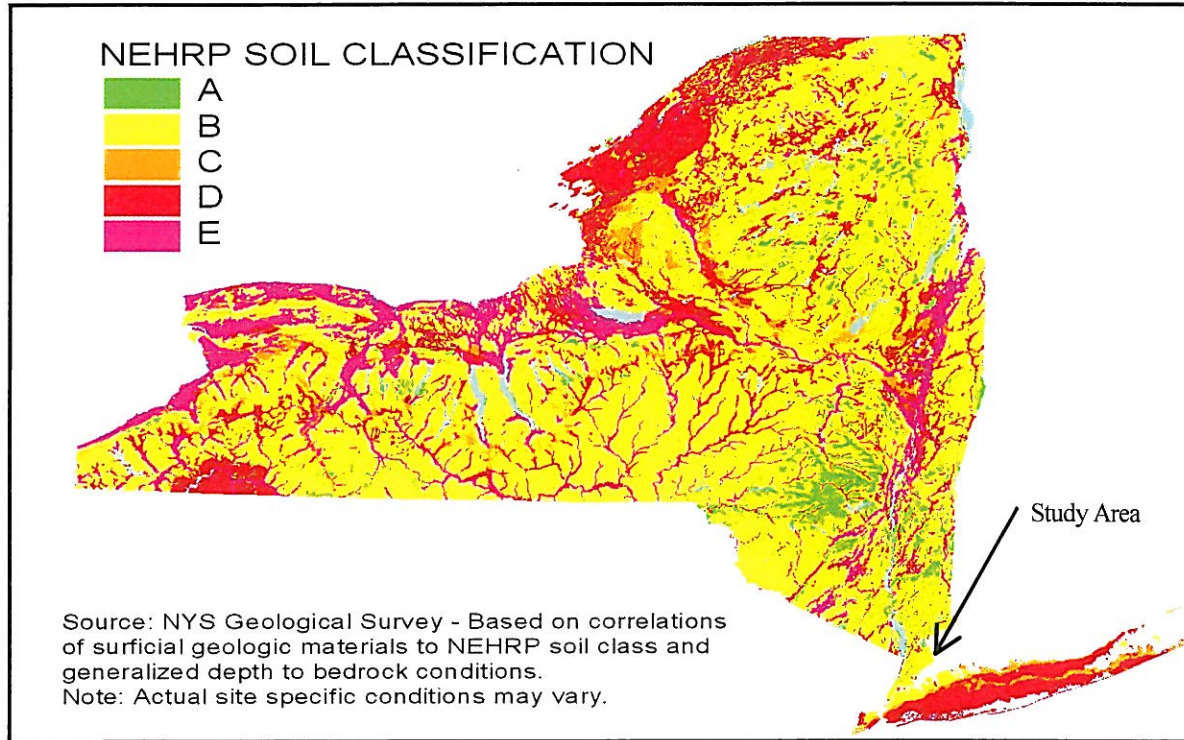 NEHRP SOIL CLASSIFICATION
A
B
C
D
E
Study Area
Source: NYS Geological Survey - Based on correlations
of surficial geologic materials to NEHRP soil class and
generalized depth to bedrock conditions.
Note: Actual site specific conditions may vary.